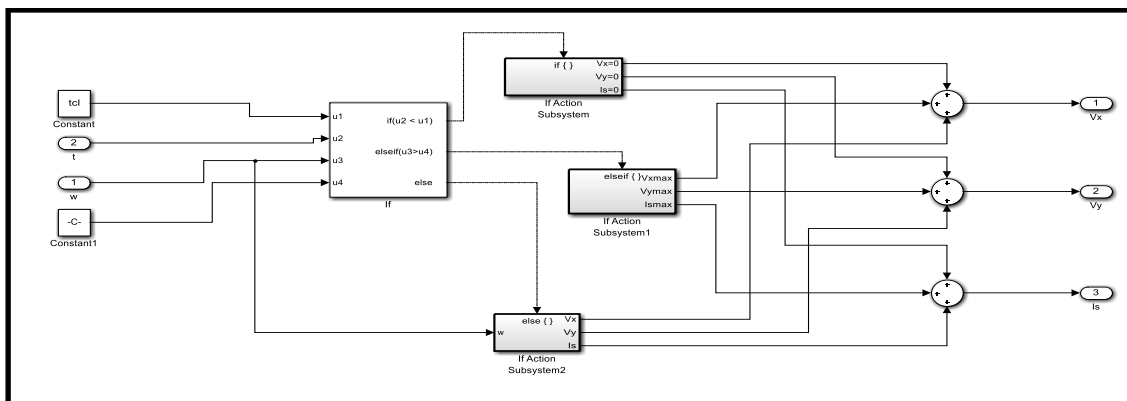 tcl
Constant
2
t
1
w
-C-
Constant1
u1
u2
u3
u4
if(u2 < u1)
elseif(u3>u4)
else
If
if { }
Vx=0
Vy=0
Is=0
If Action
Subsystem
elseif { }
Vxmax
Vymax
Ismax
If Action
Subsystem1
else { }
w
Vx
Vy
Is
If Action
Subsystem2
+
+
+
1
Vx
+
+
+
2
Vy
+
+
+
3
Is